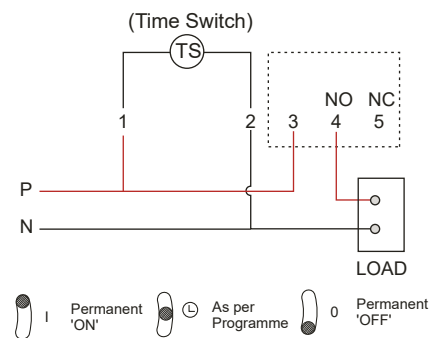 (Time Switch)
TS
NO NC
1 2 3 4 5
P
N
LOAD
I Permanent 'ON'
As per Programme
0 Permanent 'OFF'